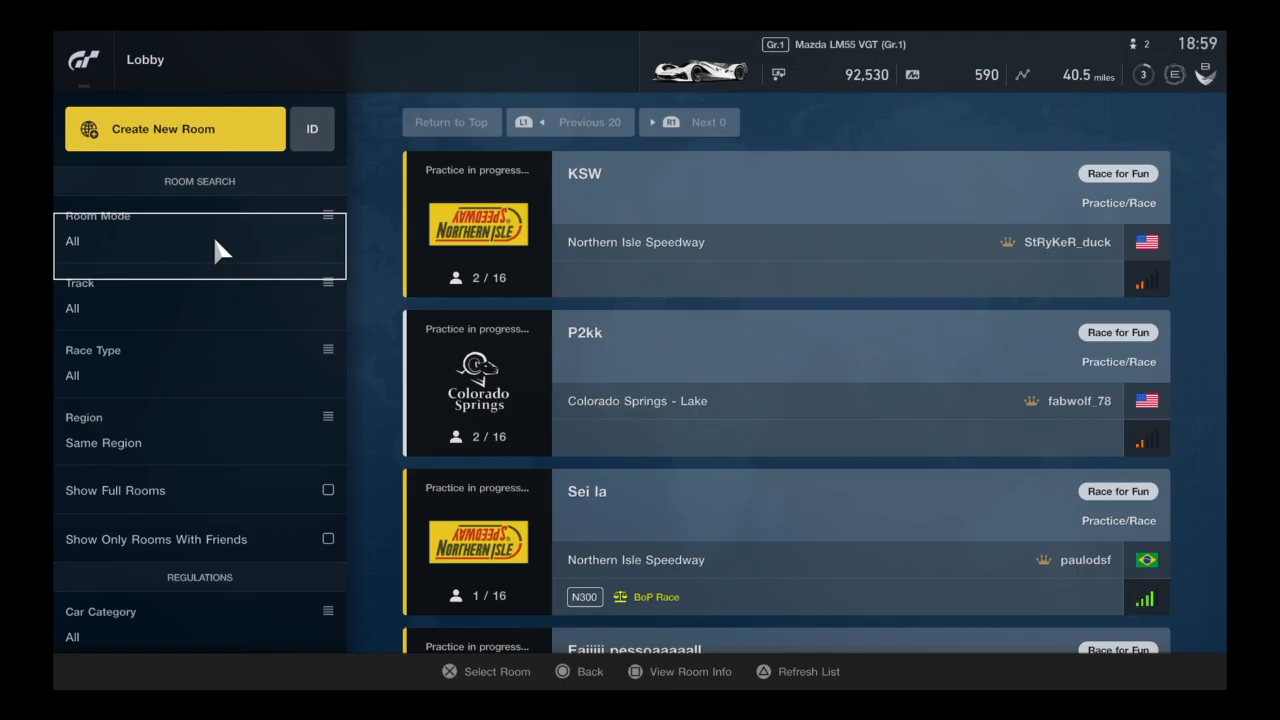 GT
Lobby
Gr.1 Mazda LM55 VGT (Gr.1)
2 18:59
92,530 590 40.5 miles 3 E B
Create New Room ID
ROOM SEARCH
Room Mode
All
Track
All
Race Type
All
Region
Same Region
Show Full Rooms
Show Only Rooms With Friends
REGULATIONS
Car Category
All
Return to Top L1 Previous 20 R1 Next 0
Practice in progress...
NORTHERN ISLE
SPEEDWAY
2 / 16
KSW
Race for Fun
Practice/Race
Northern Isle Speedway StRyKeR_duck
Practice in progress...
Colorado
Springs
2 / 16
P2kk
Race for Fun
Practice/Race
Colorado Springs - Lake fabwolf_78
Practice in progress...
NORTHERN ISLE
SPEEDWAY
1 / 16
Sei la
Race for Fun
Practice/Race
Northern Isle Speedway paulodsf
N300 BoP Race
Practice in progress...
Race for Fun
Select Room Back View Room Info Refresh List